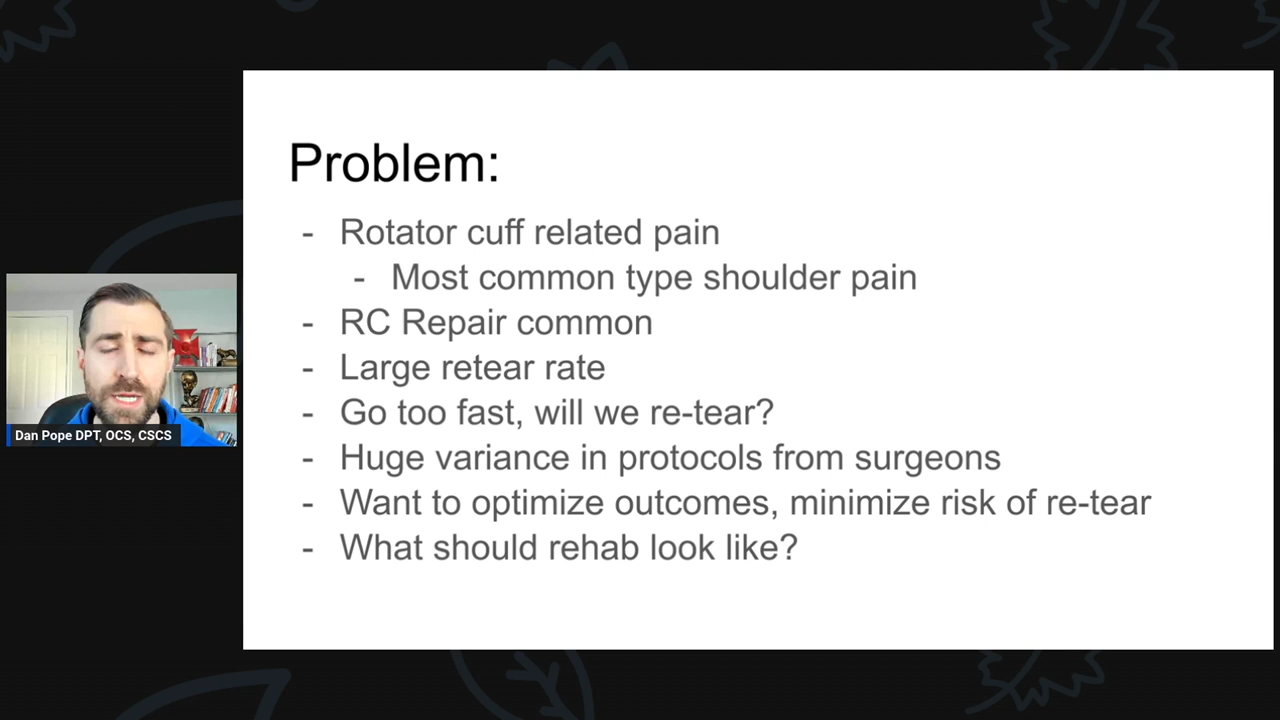 Problem:
- Rotator cuff related pain
- Most common type shoulder pain
- RC Repair common
- Large retear rate
- Go too fast, will we re-tear?
- Huge variance in protocols from surgeons
- Want to optimize outcomes, minimize risk of re-tear
- What should rehab look like?
Dan Pope DPT, OCS, CSCS